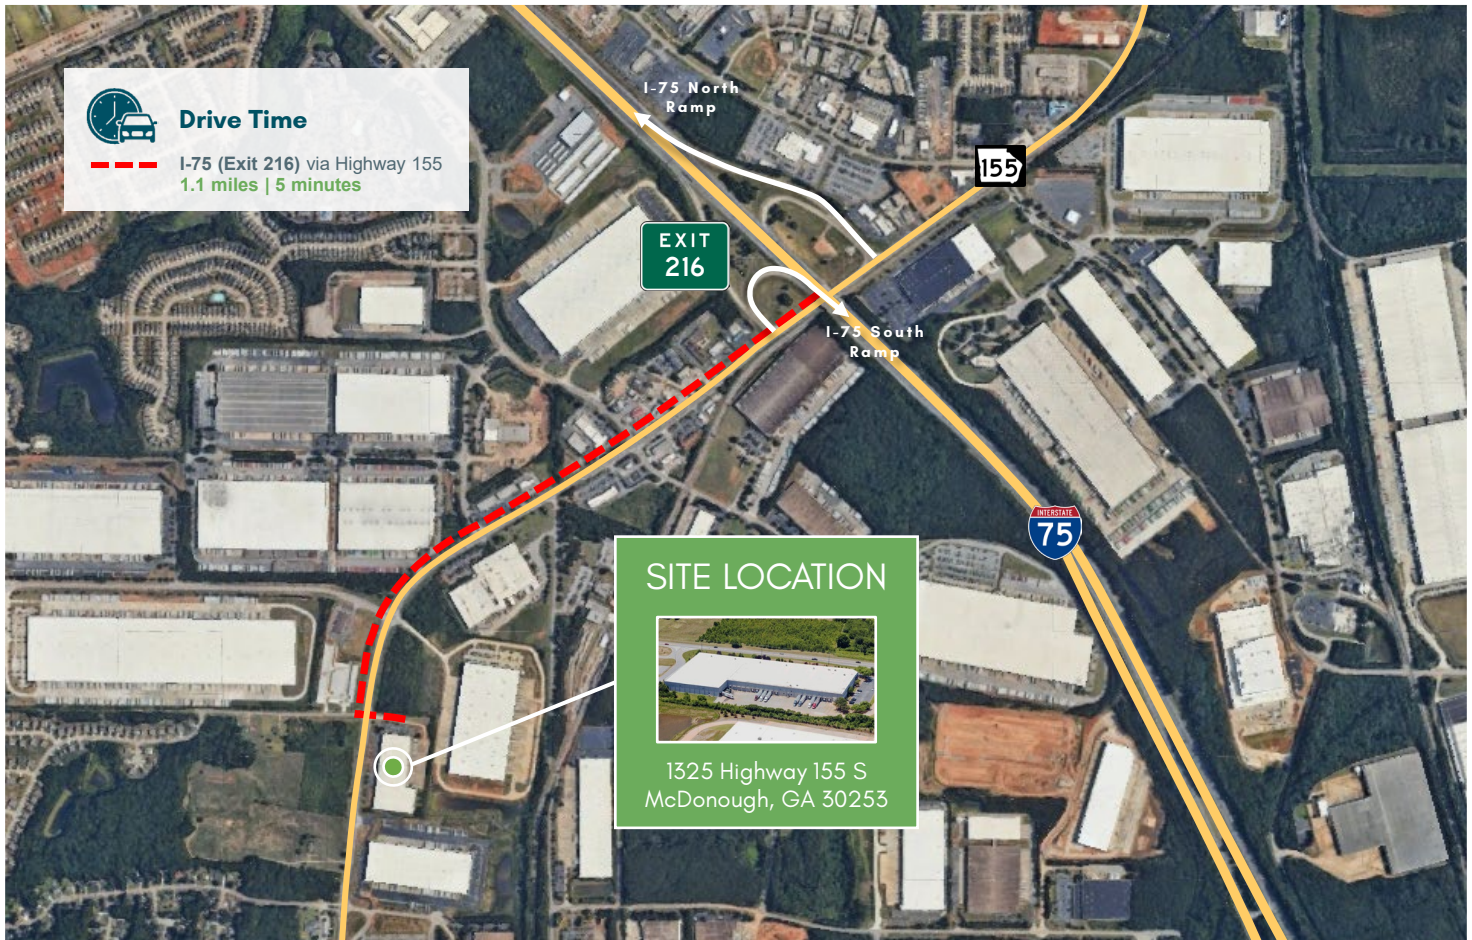 I-75 North
Ramp
Drive Time
I-75 (Exit 216) via Highway 155
1.1 miles | 5 minutes
155
EXIT
216
I-75 South
Ramp
INTERSTATE
75
SITE LOCATION
1325 Highway 155 S
McDonough, GA 30253